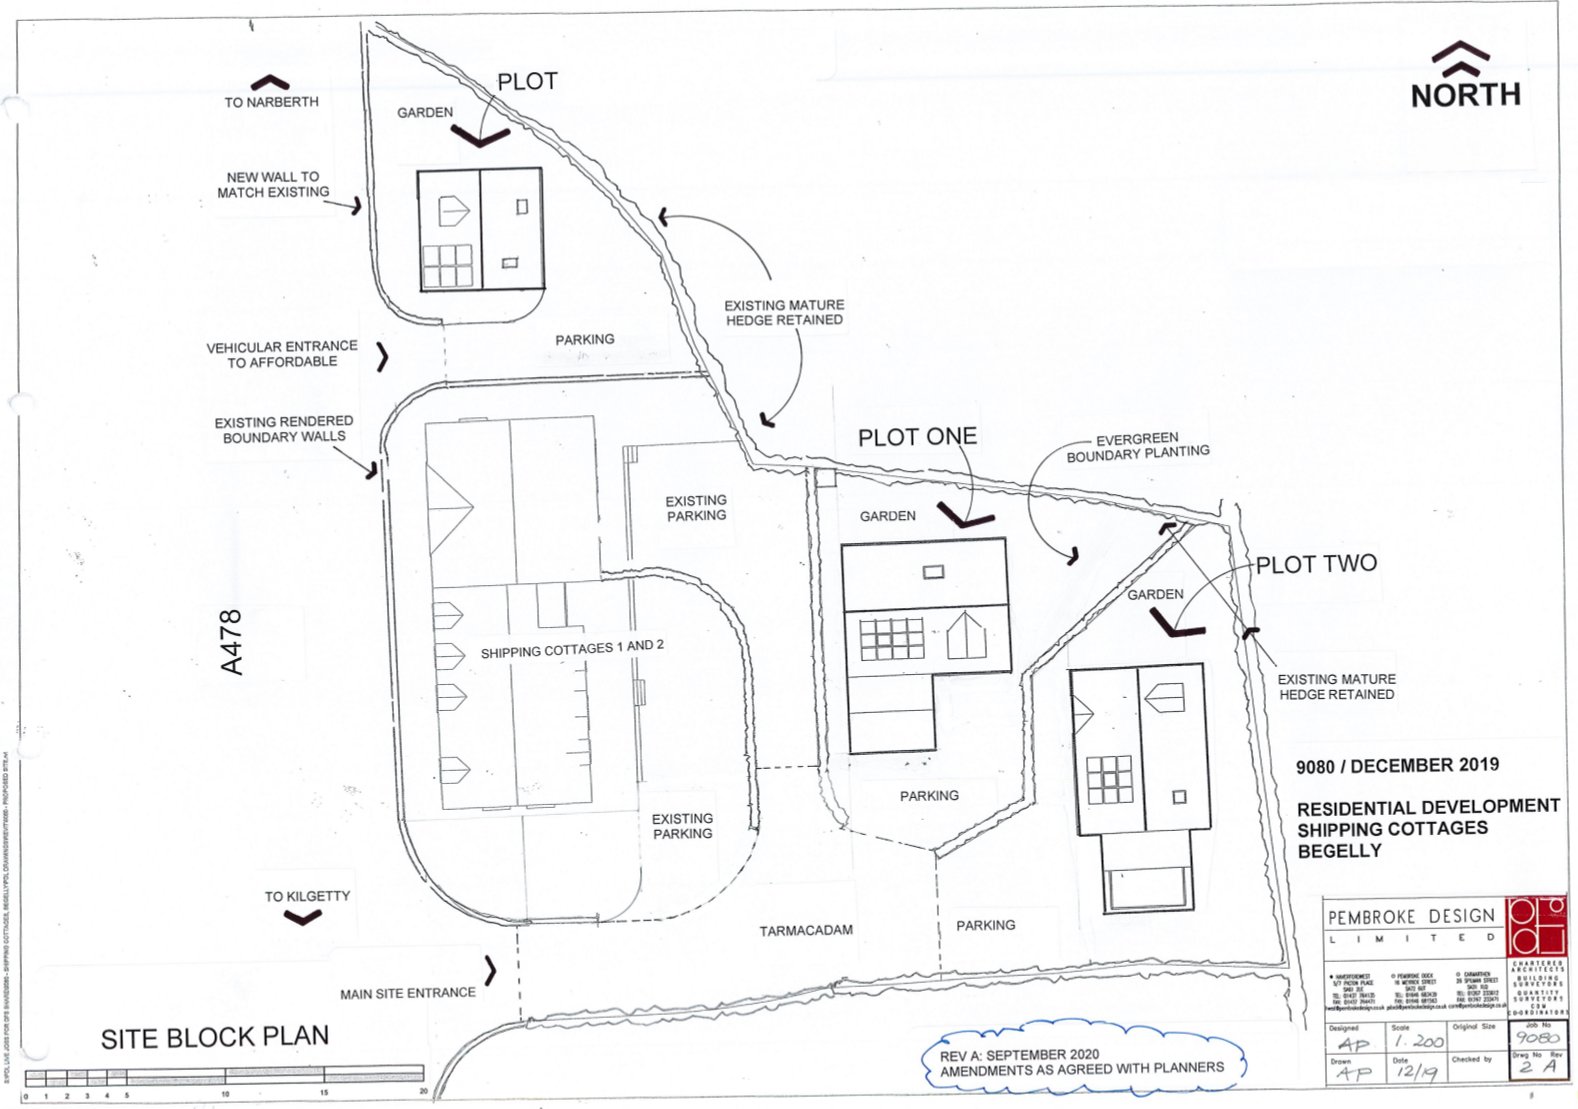 PLOT
TO NARBERTH
GARDEN
NORTH
NEW WALL TO
MATCH EXISTING
EXISTING MATURE
HEDGE RETAINED
VEHICULAR ENTRANCE
TO AFFORDABLE
PARKING
EXISTING RENDERED
BOUNDARY WALLS
PLOT ONE
EVERGREEN
BOUNDARY PLANTING
EXISTING
PARKING
GARDEN
PLOT TWO
GARDEN
A478
SHIPPING COTTAGES 1 AND 2
EXISTING MATURE
HEDGE RETAINED
9080 / DECEMBER 2019
RESIDENTIAL DEVELOPMENT
SHIPPING COTTAGES
BEGELLY
PARKING
EXISTING
PARKING
TO KILGETTY
TARMACADAM
PARKING
MAIN SITE ENTRANCE
SITE BLOCK PLAN
0 1 2 3 4 5 10 15 20
REV A: SEPTEMBER 2020
AMENDMENTS AS AGREED WITH PLANNERS
PEMBROKE DESIGN
LIMITED
CHARTERED
ARCHITECTS
BUILDING
SURVEYORS
QUANTITY
SURVEYORS
CDM
CO-ORDINATORS
HAVERFORDWEST
PEMBROKE DOCK
CARMARTHEN
Designed
AP
Scale
1.200
Original Size
Job No
9080
Drawn
AP
Date
12/19
Checked by
Drwg No Rev
2 A